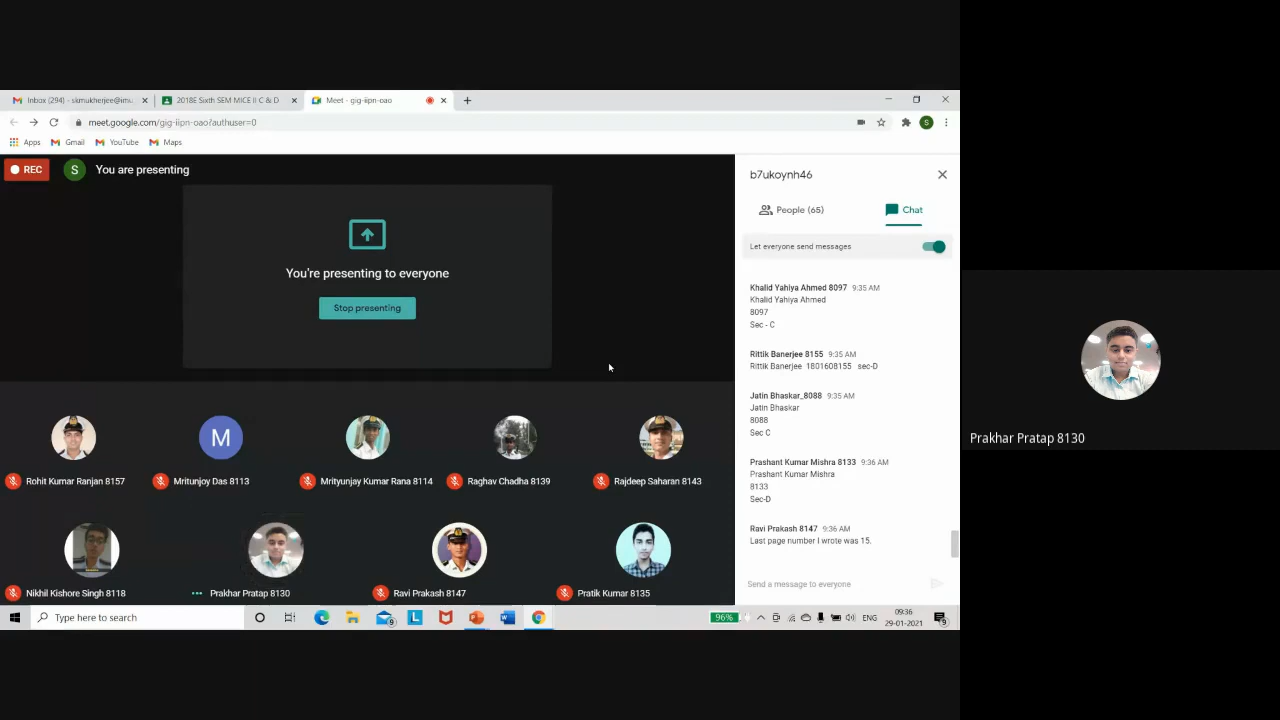 Inbox (294) - skmukherjee@imu.
2018E Sixth SEM MICE II C & D
Meet - gig-iipn-oao
meet.google.com/gig-iipn-oao?authuser=0
Apps
Gmail
YouTube
Maps
REC
S
You are presenting
b7ukoynh46
People (65)
Chat
Let everyone send messages
You're presenting to everyone
Stop presenting
Khalid Yahiya Ahmed 8097 9:35 AM
Khalid Yahiya Ahmed
8097
Sec - C
Rittik Banerjee 8155 9:35 AM
Rittik Banerjee 1801608155 sec-D
Jatin Bhaskar_8088 9:35 AM
Jatin Bhaskar
8088
Sec C
Prashant Kumar Mishra 8133 9:36 AM
Prashant Kumar Mishra
8133
Sec-D
Ravi Prakash 8147 9:36 AM
Last page number I wrote was 15.
Send a message to everyone
M
Rohit Kumar Ranjan 8157
Mritunjoy Das 8113
Mrityunjay Kumar Rana 8114
Raghav Chadha 8139
Rajdeep Saharan 8143
Nikhil Kishore Singh 8118
Prakhar Pratap 8130
Ravi Prakash 8147
Pratik Kumar 8135
Prakhar Pratap 8130
Type here to search
96%
ENG
09:36
29-01-2021